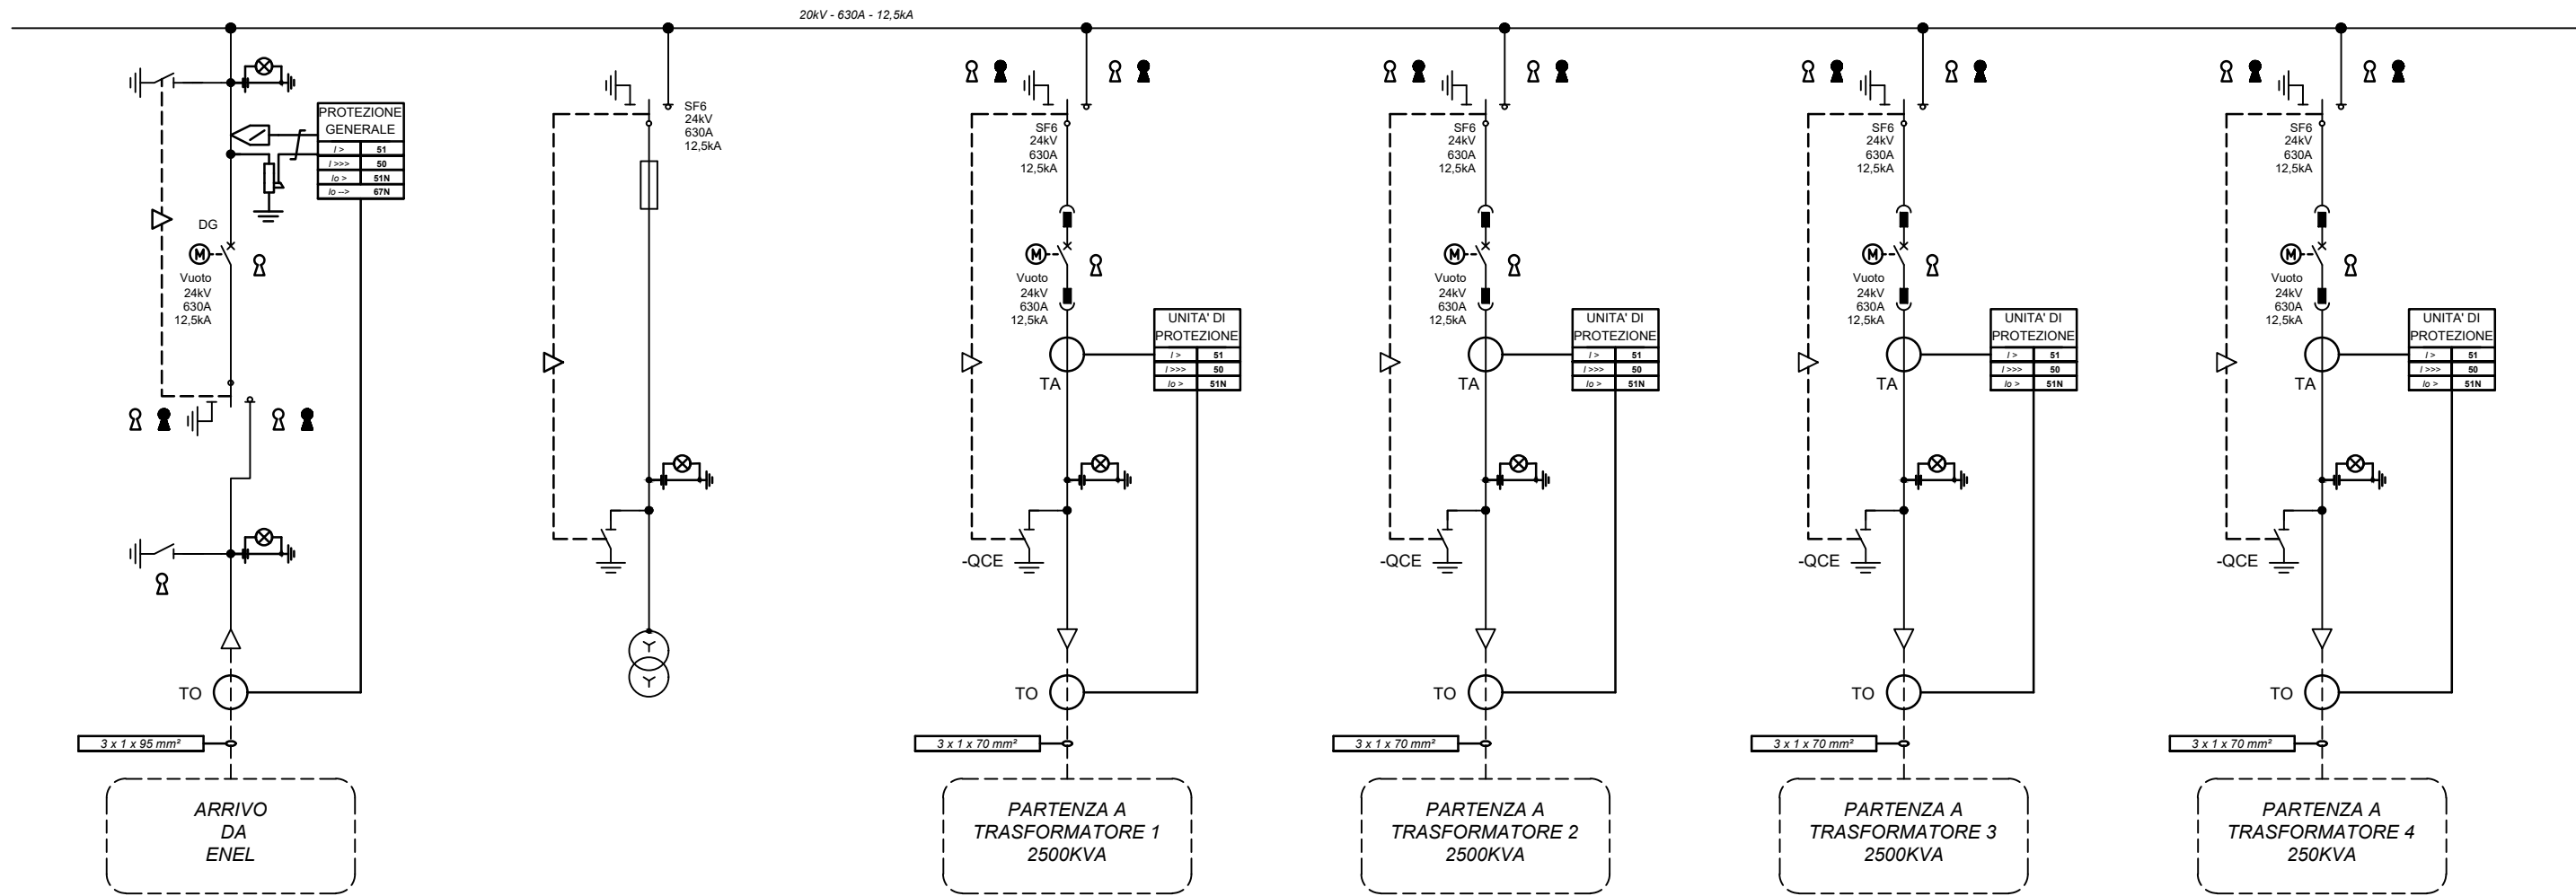 20kV - 630A - 12,5kA
PROTEZIONE
GENERALE
I > 51
I >>> 50
Io > 51N
Io --> 67N
DG
M
Vuoto
24kV
630A
12,5kA
TO
3 x 1 x 95 mm²
ARRIVO
DA
ENEL
SF6
24kV
630A
12,5kA
SF6
24kV
630A
12,5kA
M
Vuoto
24kV
630A
12,5kA
UNITA' DI
PROTEZIONE
I > 51
I >>> 50
Io > 51N
TA
-QCE
TO
3 x 1 x 70 mm²
PARTENZA A
TRASFORMATORE 1
2500KVA
SF6
24kV
630A
12,5kA
M
Vuoto
24kV
630A
12,5kA
UNITA' DI
PROTEZIONE
I > 51
I >>> 50
Io > 51N
TA
-QCE
TO
3 x 1 x 70 mm²
PARTENZA A
TRASFORMATORE 2
2500KVA
SF6
24kV
630A
12,5kA
M
Vuoto
24kV
630A
12,5kA
UNITA' DI
PROTEZIONE
I > 51
I >>> 50
Io > 51N
TA
-QCE
TO
3 x 1 x 70 mm²
PARTENZA A
TRASFORMATORE 3
2500KVA
SF6
24kV
630A
12,5kA
M
Vuoto
24kV
630A
12,5kA
UNITA' DI
PROTEZIONE
I > 51
I >>> 50
Io > 51N
TA
-QCE
TO
3 x 1 x 70 mm²
PARTENZA A
TRASFORMATORE 4
250KVA